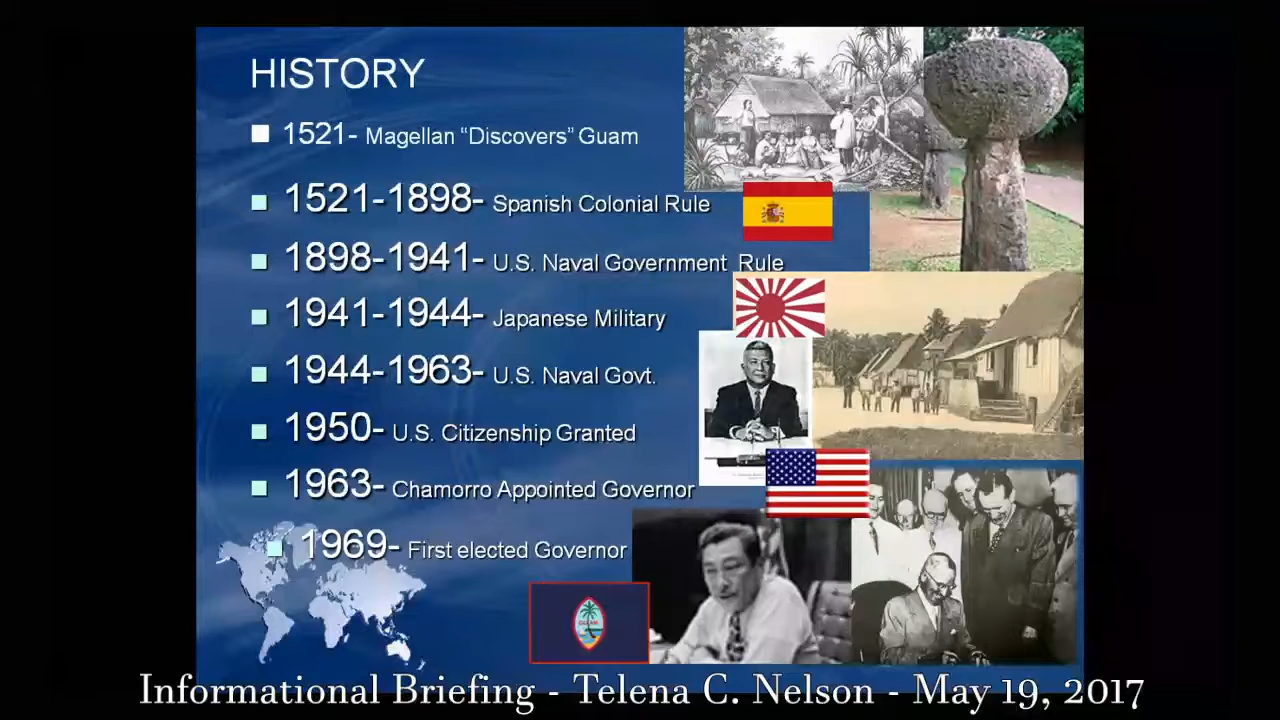 HISTORY
1521- Magellan “Discovers” Guam
1521-1898- Spanish Colonial Rule
1898-1941- U.S. Naval Government Rule
1941-1944- Japanese Military
1944-1963- U.S. Naval Govt.
1950- U.S. Citizenship Granted
1963- Chamorro Appointed Governor
1969- First elected Governor
GUAM
Informational Briefing - Telena C. Nelson - May 19, 2017